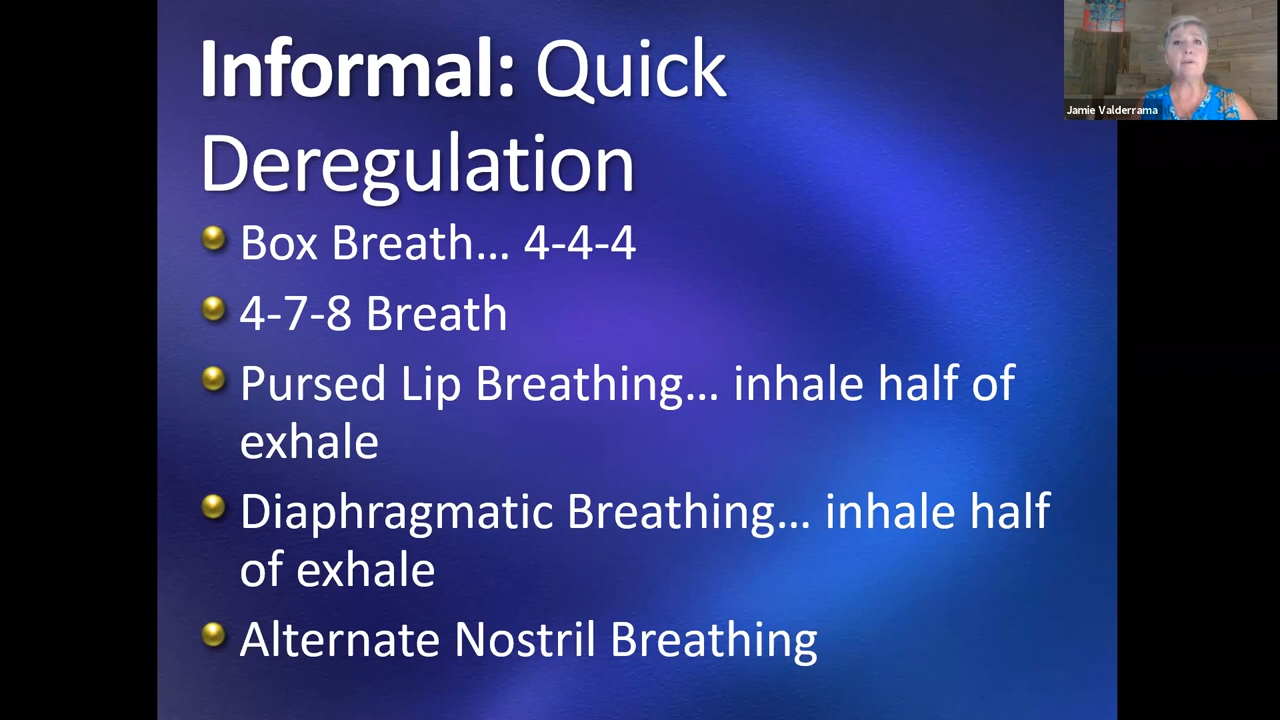 Informal: Quick
Deregulation
Box Breath... 4-4-4
4-7-8 Breath
Pursed Lip Breathing... inhale half of
exhale
Diaphragmatic Breathing... inhale half
of exhale
Alternate Nostril Breathing
Jamie Valderrama